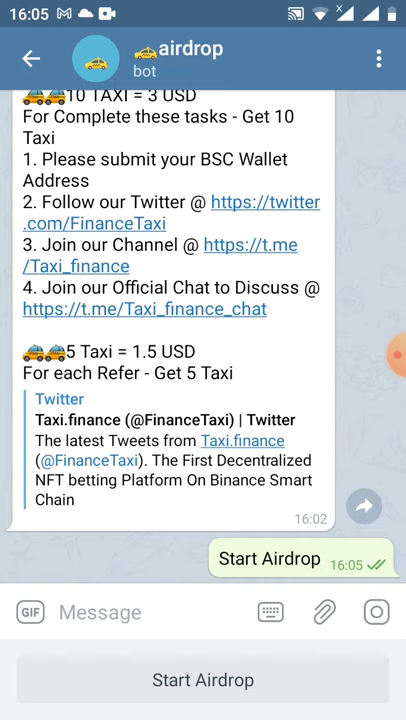 16:05
airdrop
bot
10 TAXI = 3 USD
For Complete these tasks - Get 10
Taxi
1. Please submit your BSC Wallet
Address
2. Follow our Twitter @ https://twitter
.com/FinanceTaxi
3. Join our Channel @ https://t.me
/Taxi_finance
4. Join our Official Chat to Discuss @
https://t.me/Taxi_finance_chat
5 Taxi = 1.5 USD
For each Refer - Get 5 Taxi
Twitter
Taxi.finance (@FinanceTaxi) | Twitter
The latest Tweets from Taxi.finance
(@FinanceTaxi). The First Decentralized
NFT betting Platform On Binance Smart
Chain
16:02
Start Airdrop 16:05
GIF Message
Start Airdrop